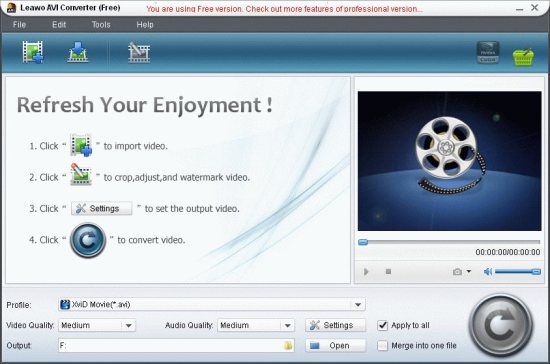 Leawo AVI Converter (Free)
You are using Free version. Check out more features of professional version...
File Edit Tools Help
Refresh Your Enjoyment !
1. Click “ ” to import video.
2. Click “ ” to crop,adjust,and watermark video.
3. Click “ Settings ” to set the output video.
4. Click “ ” to convert video.
00:00:00/00:00:00
Profile: XviD Movie(*.avi)
Video Quality: Medium Audio Quality: Medium Settings Apply to all
Output: F: Open Merge into one file